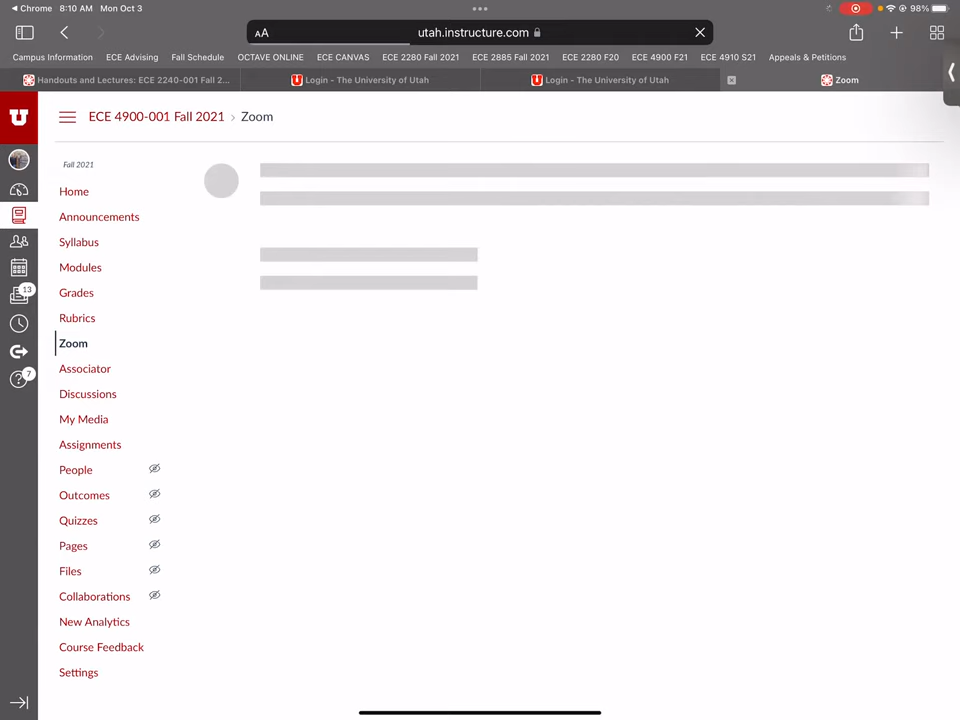 Chrome 8:10 AM Mon Oct 3 98%
AA utah.instructure.com
Campus Information ECE Advising Fall Schedule OCTAVE ONLINE ECE CANVAS ECE 2280 Fall 2021 ECE 2885 Fall 2021 ECE 2280 F20 ECE 4900 F21 ECE 4910 S21 Appeals & Petitions
Handouts and Lectures: ECE 2240-001 Fall 2... Login - The University of Utah Login - The University of Utah Zoom
U ECE 4900-001 Fall 2021 › Zoom
Fall 2021
Home
Announcements
Syllabus
Modules
13
Grades
Rubrics
Zoom
7
Associator
Discussions
My Media
Assignments
People
Outcomes
Quizzes
Pages
Files
Collaborations
New Analytics
Course Feedback
Settings